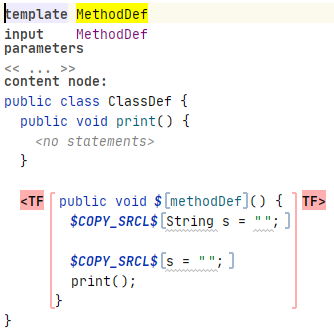 template MethodDef
input MethodDef
parameters
<< ... >>
content node:
public class ClassDef {
public void print() {
<no statements>
}
<TF [ public void $[methodDef]() { ] TF>
$COPY_SRCL$[String s = "";]
$COPY_SRCL$[s = "";]
print();
}
}